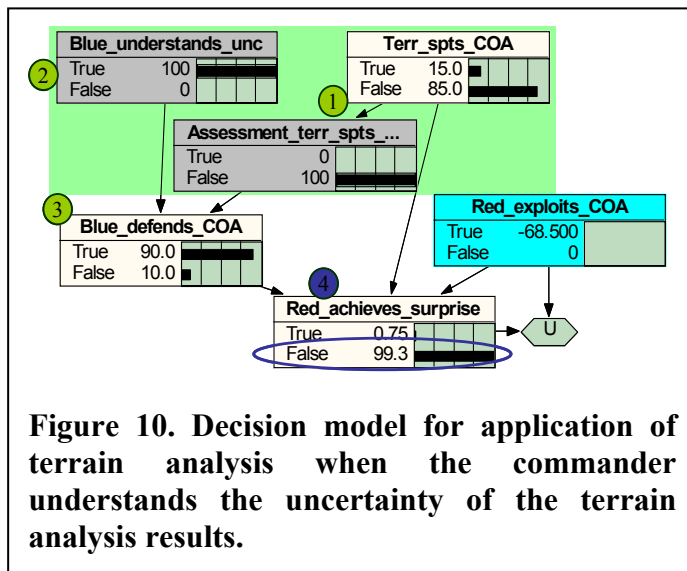 Blue_understands_unc
True 100
False 0
2
Terr_spts_COA
True 15.0
False 85.0
1
Assessment_terr_spts_...
True 0
False 100
3
Blue_defends_COA
True 90.0
False 10.0
Red_exploits_COA
True -68.500
False 0
4
Red_achieves_surprise
True 0.75
False 99.3
U
Figure 10. Decision model for application of
terrain analysis when the commander
understands the uncertainty of the terrain
analysis results.